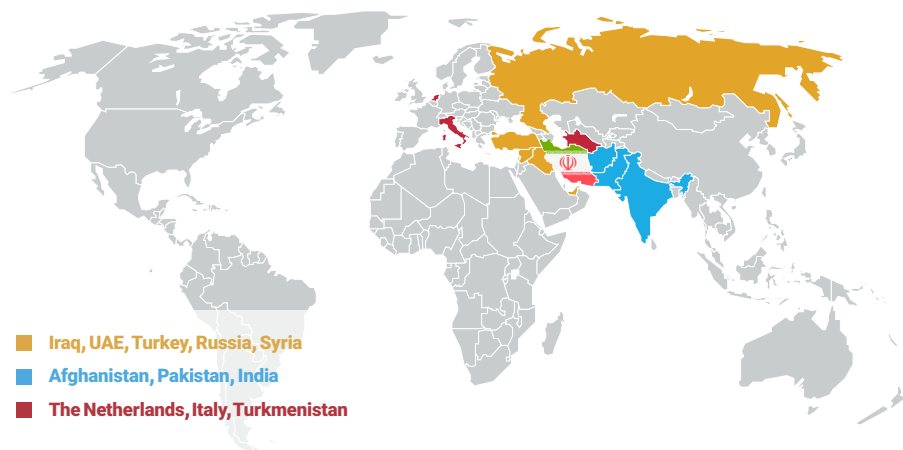 Iraq, UAE, Turkey, Russia, Syria
Afghanistan, Pakistan, India
The Netherlands, Italy, Turkmenistan